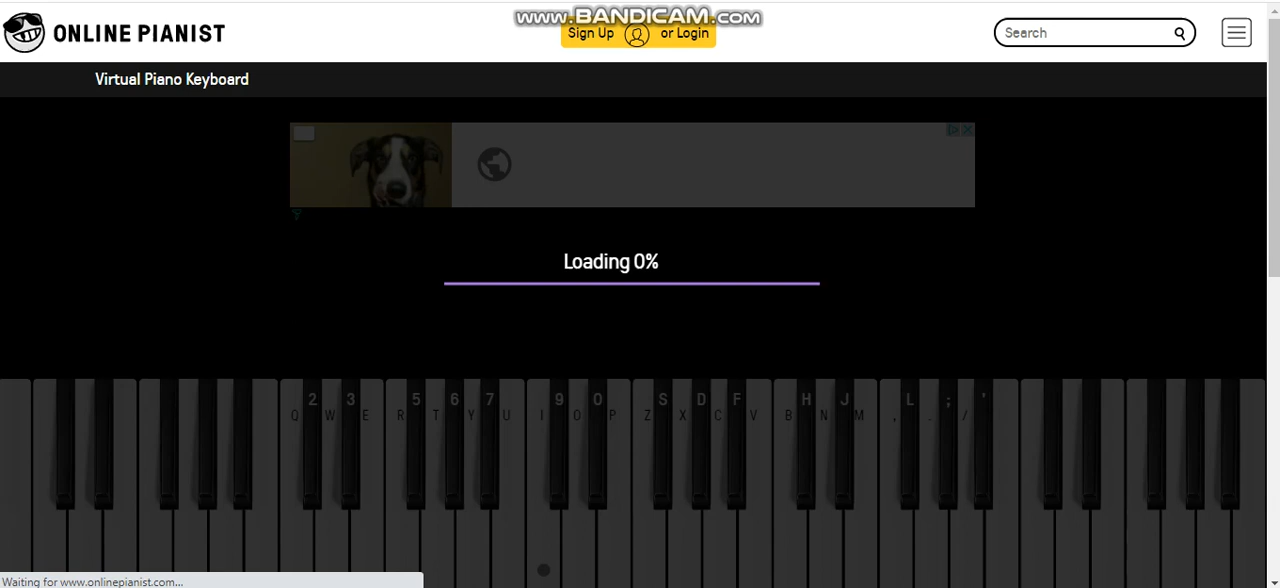 www.BANDICAM.com
ONLINE PIANIST
Sign Up or Login
Search
Virtual Piano Keyboard
Loading 0%
2 3 5 6 7 9 0 S D F H J L ; '
Q W E R T Y U I O P Z X C V B N M , . /
Waiting for www.onlinepianist.com...